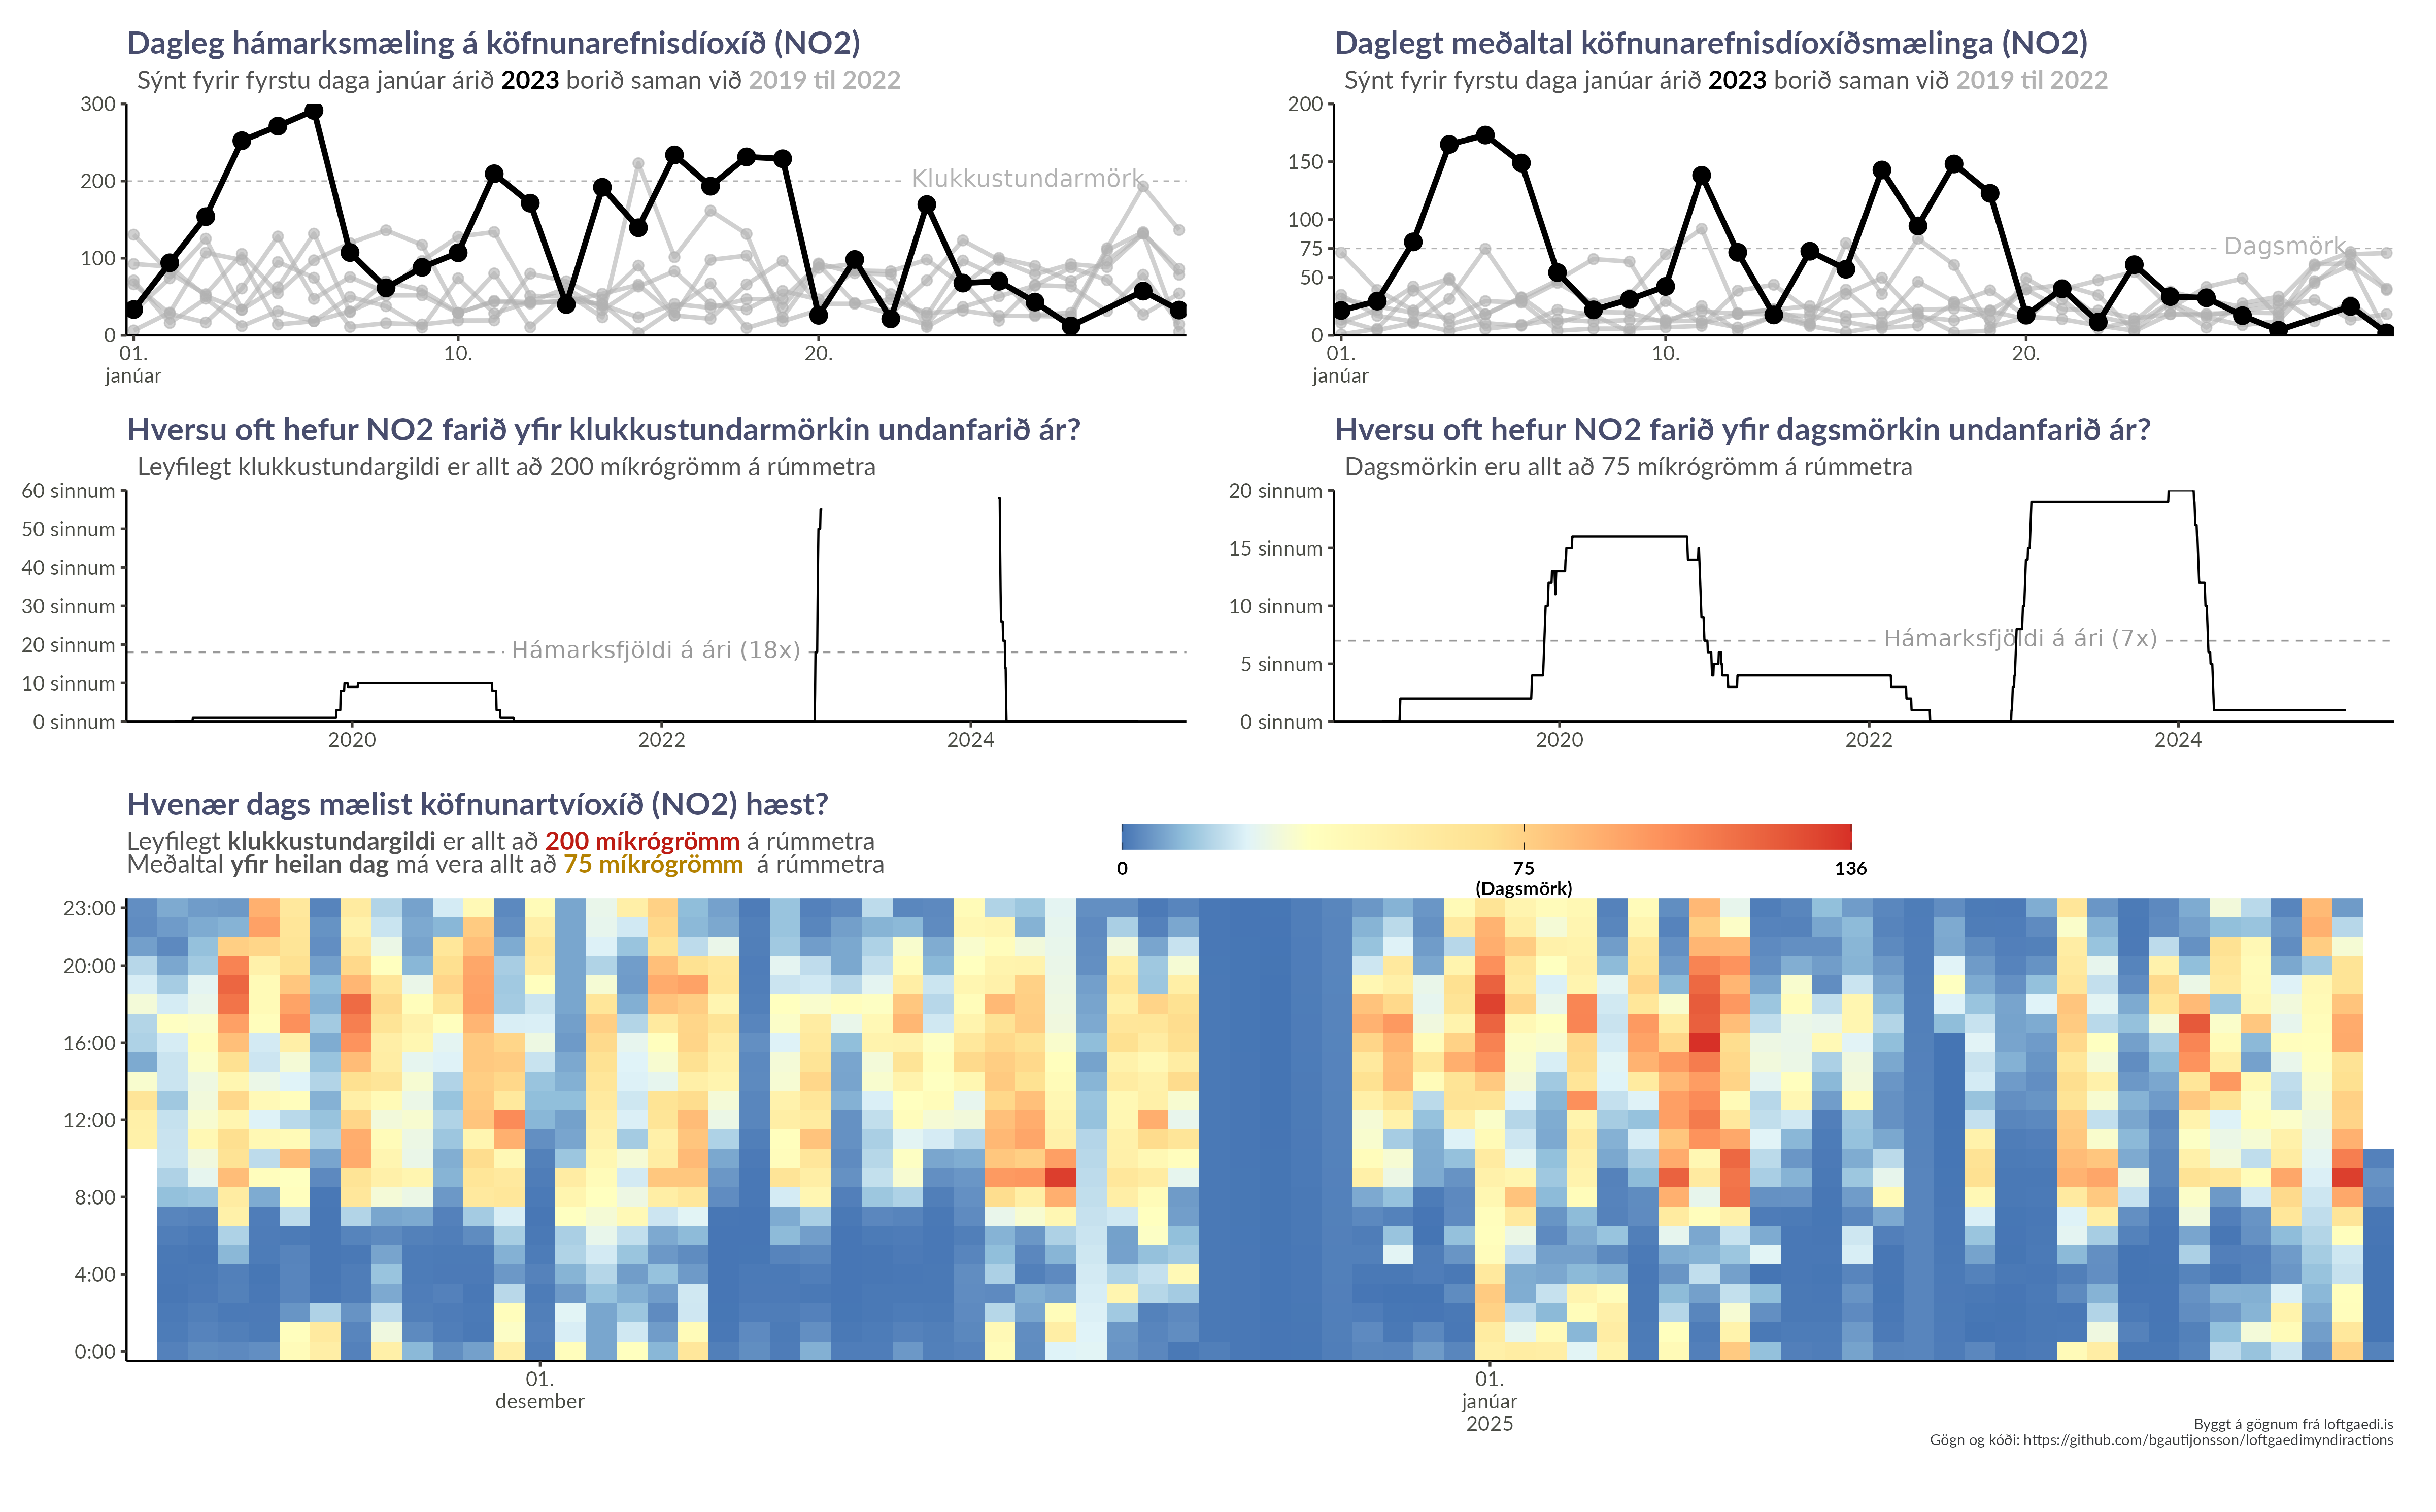 Dagleg hámarksmæling á köfnunarefnisdíoxíð (NO2)
Sýnt fyrir fyrstu daga janúar árið 2023 borið saman við 2019 til 2022
300
200
100
0
Klukkustundarmörk
01.
janúar
10.
20.
Daglegt meðaltal köfnunarefnisdíoxíðsmælinga (NO2)
Sýnt fyrir fyrstu daga janúar árið 2023 borið saman við 2019 til 2022
200
150
100
75
50
0
Dagsmörk
01.
janúar
10.
20.
Hversu oft hefur NO2 farið yfir klukkustundarmörkin undanfarið ár?
Leyfilegt klukkustundargildi er allt að 200 míkrógrömm á rúmmetra
60 sinnum
50 sinnum
40 sinnum
30 sinnum
20 sinnum
10 sinnum
0 sinnum
Hámarksfjöldi á ári (18x)
2020
2022
2024
Hversu oft hefur NO2 farið yfir dagsmörkin undanfarið ár?
Dagsmörkin eru allt að 75 míkrógrömm á rúmmetra
20 sinnum
15 sinnum
10 sinnum
5 sinnum
0 sinnum
Hámarksfjöldi á ári (7x)
2020
2022
2024
Hvenær dags mælist köfnunartvíoxíð (NO2) hæst?
Leyfilegt klukkustundargildi er allt að 200 míkrógrömm á rúmmetra
Meðaltal yfir heilan dag má vera allt að 75 míkrógrömm á rúmmetra
0
75
(Dagsmörk)
136
23:00
20:00
16:00
12:00
8:00
4:00
0:00
01.
desember
01.
janúar
2025
Byggt á gögnum frá loftgaedi.is
Gögn og kóði: https://github.com/bgautijonsson/loftgaedimyndiractions